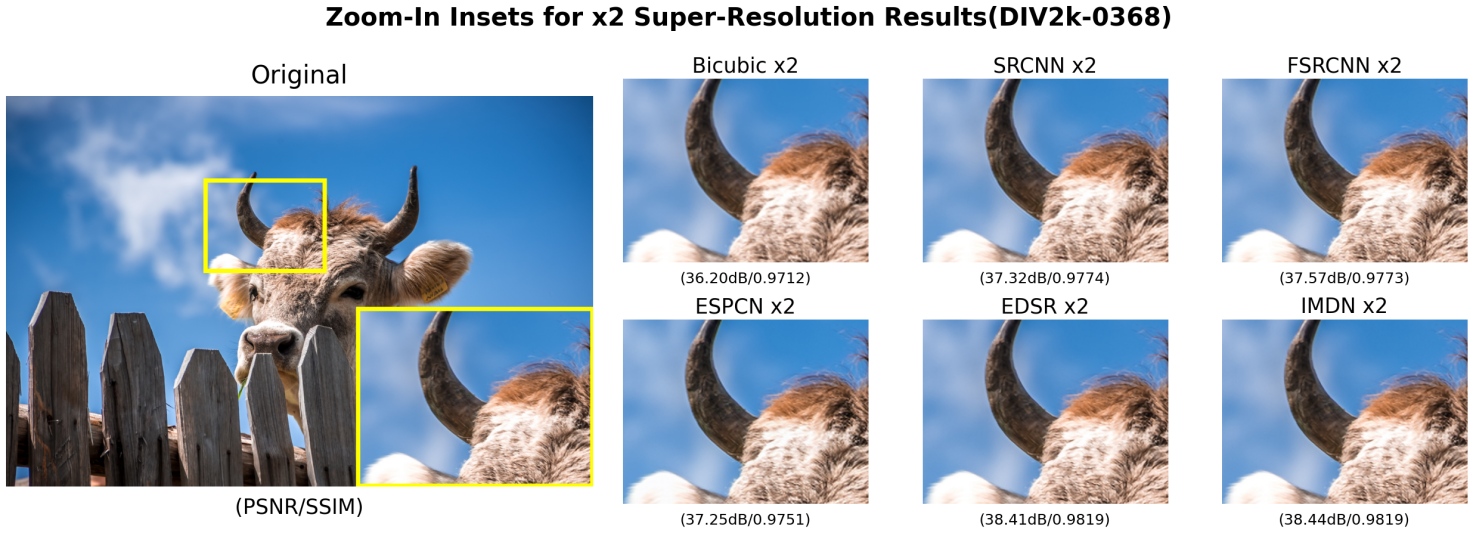 Zoom-In Insets for x2 Super-Resolution Results(DIV2k-0368)
Original
(PSNR/SSIM)
Bicubic x2
SRCNN x2
FSRCNN x2
(36.20dB/0.9712)
(37.32dB/0.9774)
(37.57dB/0.9773)
ESPCN x2
EDSR x2
IMDN x2
(37.25dB/0.9751)
(38.41dB/0.9819)
(38.44dB/0.9819)